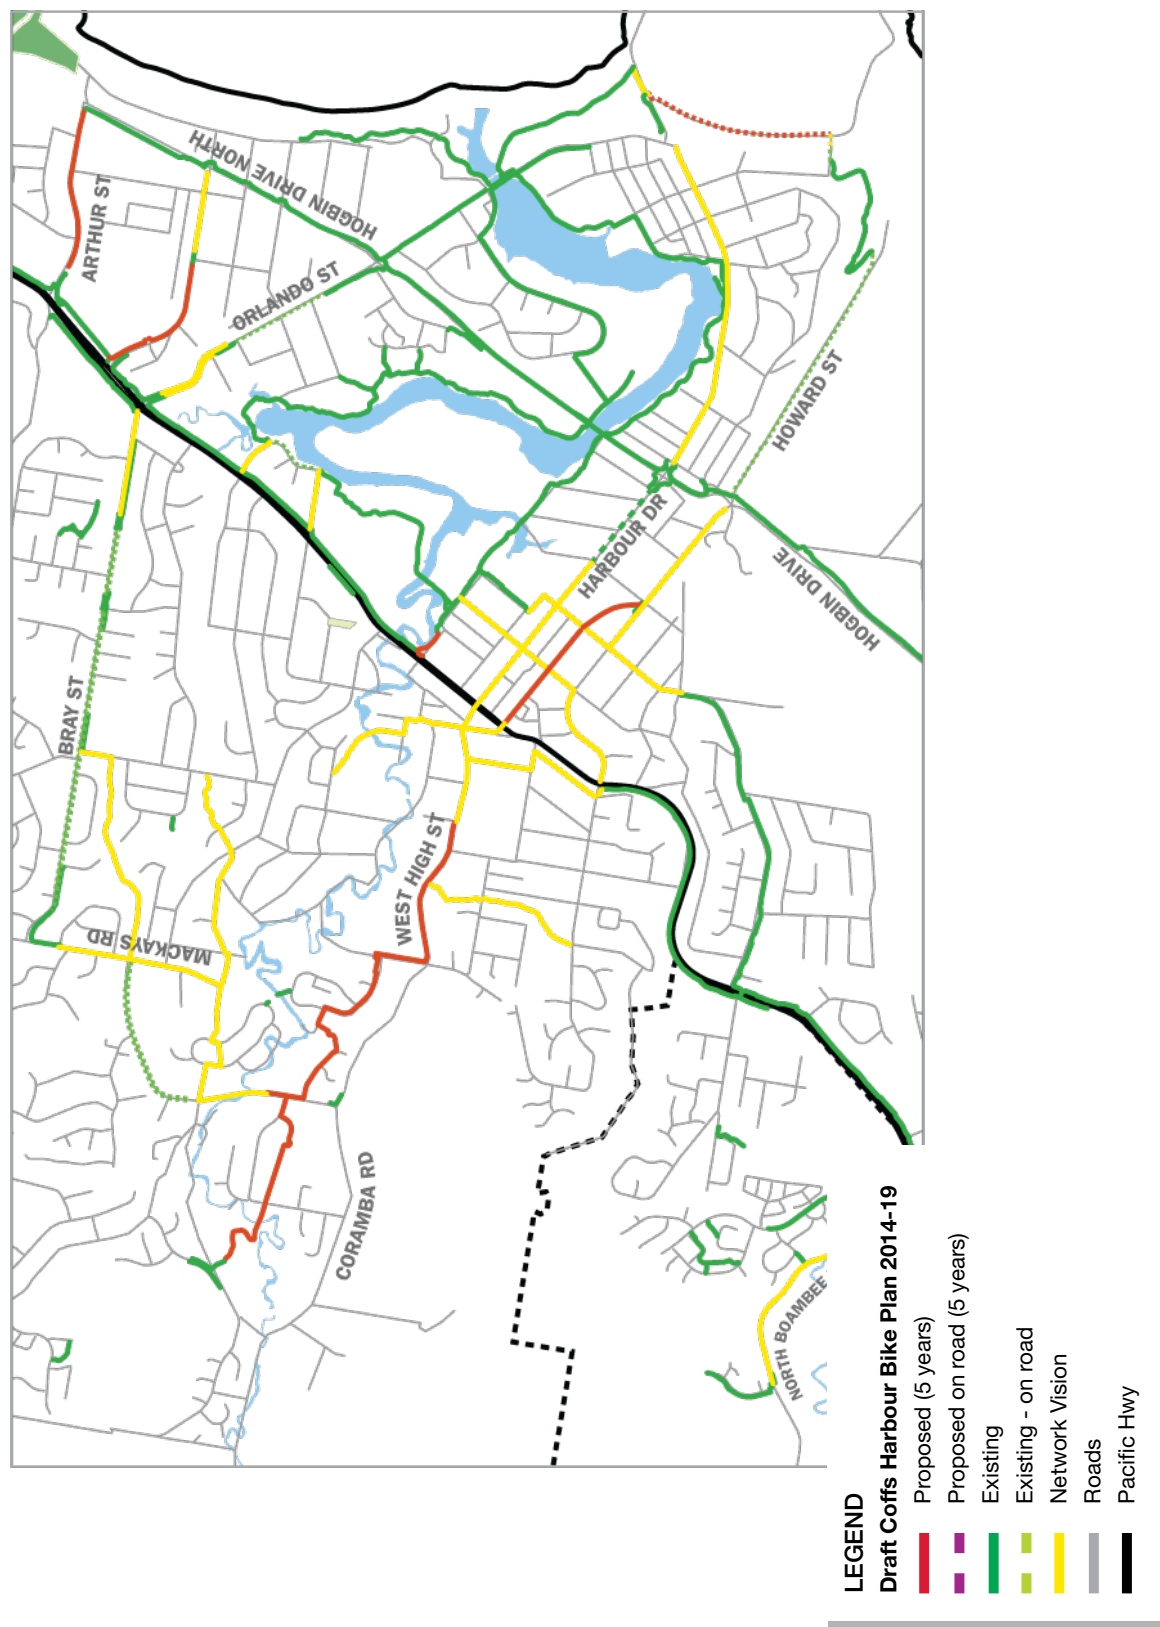 HOGBIN DRIVE NORTH
ARTHUR ST
ORLANDO ST
HOWARD ST
HARBOUR DR
HOGBIN DRIVE
BRAY ST
WEST HIGH ST
MACKAYS RD
CORAMBA RD
NORTH BOAMBEE
LEGEND
Draft Coffs Harbour Bike Plan 2014-19
Proposed (5 years)
Proposed on road (5 years)
Existing
Existing - on road
Network Vision
Roads
Pacific Hwy